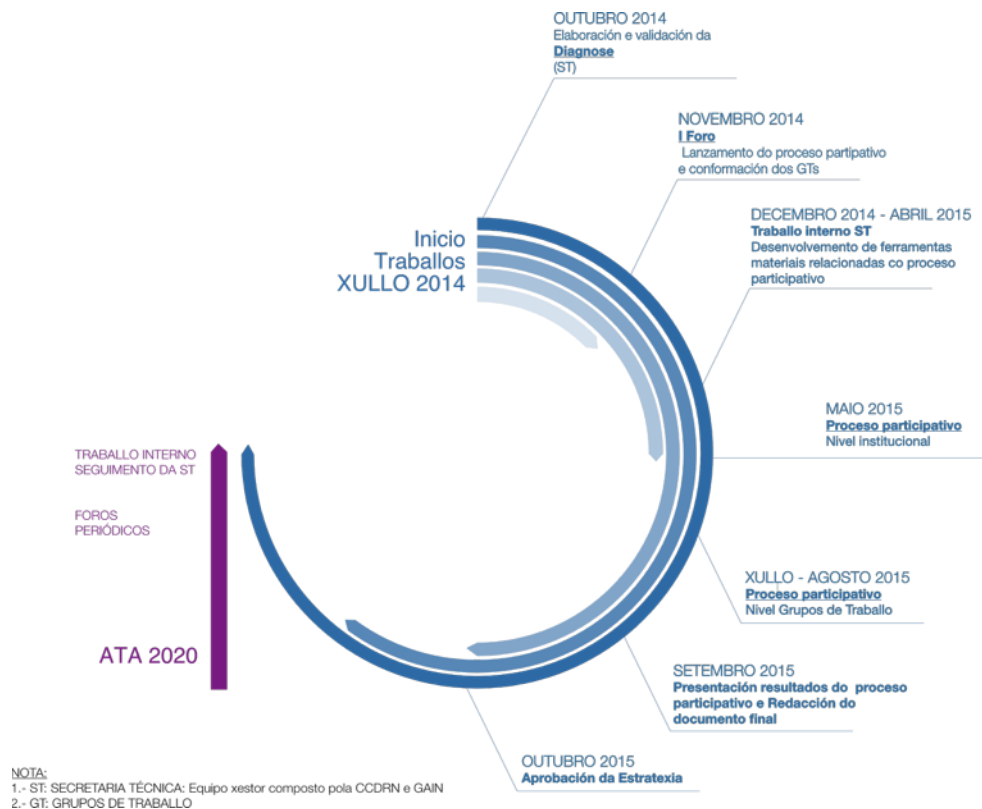 OUTUBRO 2014
Elaboración e validación da
Diagnose
(ST)
NOVEMBRO 2014
I Foro
Lanzamento do proceso partipativo
e conformación dos GTs
DECEMBRO 2014 - ABRIL 2015
Traballo interno ST
Desenvolvemento de ferramentas
materiais relacionadas co proceso
participativo
Inicio
Traballos
XULLO 2014
MAIO 2015
Proceso participativo
Nivel institucional
TRABALLO INTERNO
SEGUIMENTO DA ST
FOROS
PERIÓDICOS
XULLO - AGOSTO 2015
Proceso participativo
Nivel Grupos de Traballo
ATA 2020
SETEMBRO 2015
Presentación resultados do proceso
participativo e Redacción do
documento final
OUTUBRO 2015
Aprobación da Estratexia
NOTA:
1.- ST: SECRETARIA TÉCNICA: Equipo xestor composto pola CCDRN e GAIN
2.- GT: GRUPOS DE TRABALLO